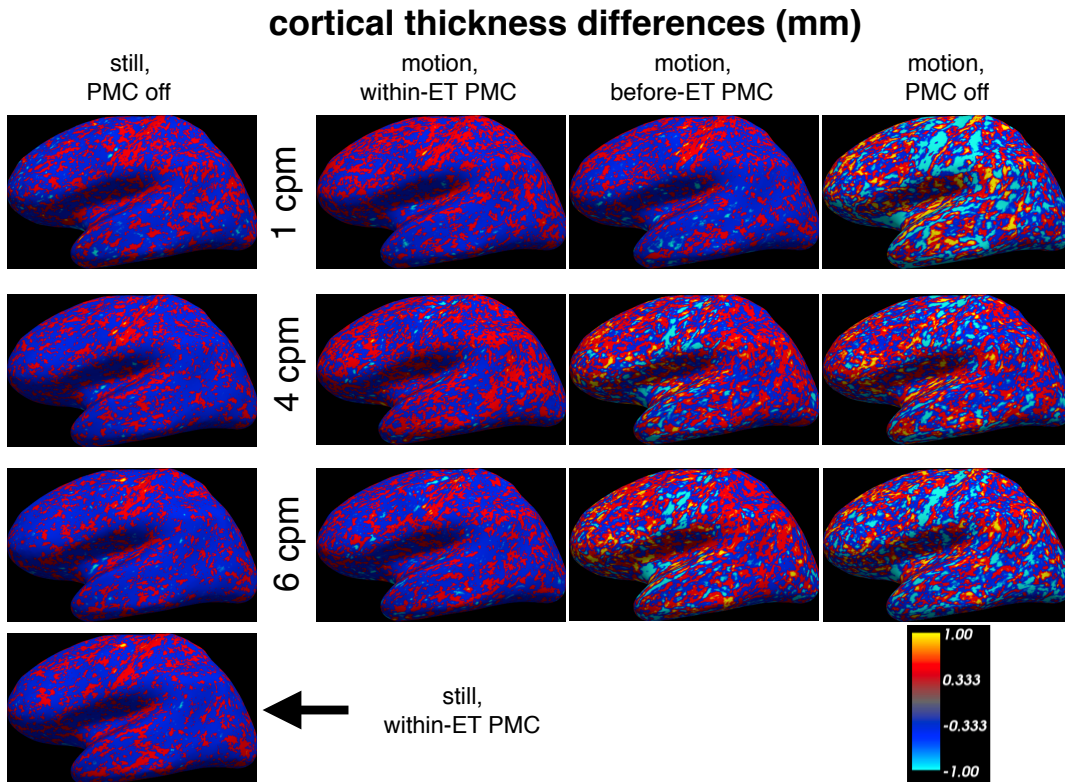 cortical thickness differences (mm)
still,
PMC off
motion,
within-ET PMC
motion,
before-ET PMC
motion,
PMC off
1 cpm
4 cpm
6 cpm
still,
within-ET PMC
1.00
0.333
-0.333
-1.00